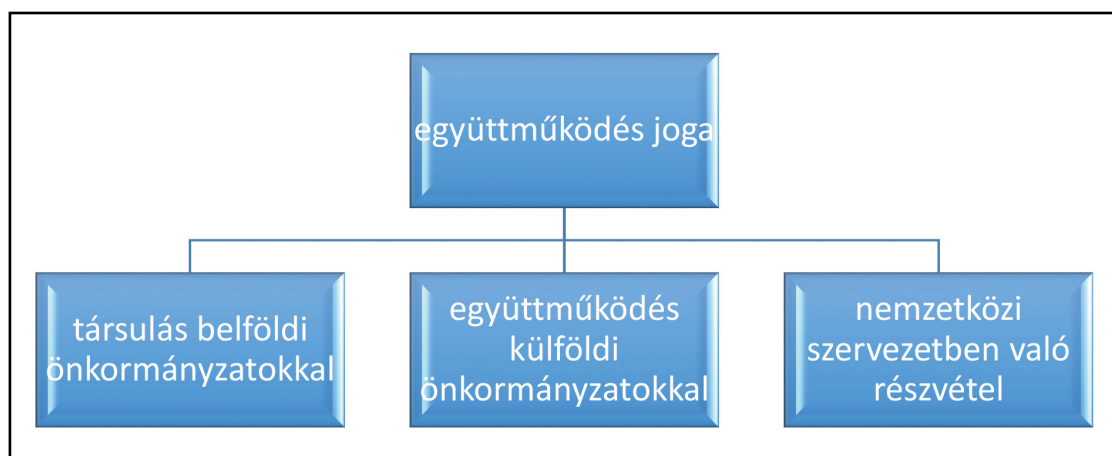 együttműködés joga
társulás belföldi
önkormányzatokkal
együttműködés
külföldi
önkormányzatokkal
nemzetközi
szervezetben való
részvétel